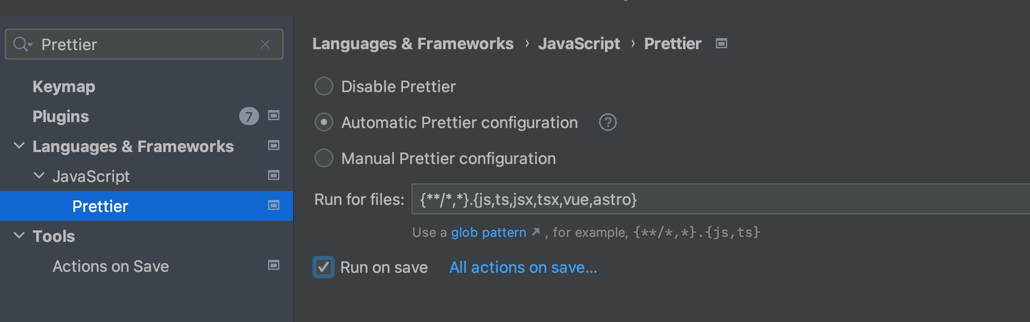 Prettier
Keymap
Plugins 7
Languages & Frameworks
JavaScript
Prettier
Tools
Actions on Save
Languages & Frameworks › JavaScript › Prettier
Disable Prettier
Automatic Prettier configuration ?
Manual Prettier configuration
Run for files: {**/*,*}.{js,ts,jsx,tsx,vue,astro}
Use a glob pattern ↗ , for example, {**/*,*}.{js,ts}
Run on save All actions on save...